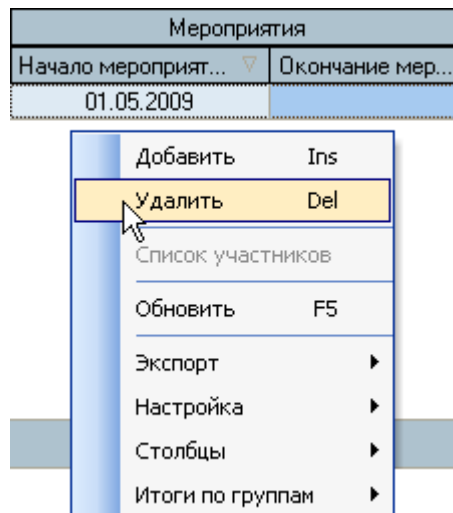 Мероприятия
Начало мероприят... Окончание мер...
01.05.2009
Добавить Ins
Удалить Del
Список участников
Обновить F5
Экспорт
Настройка
Столбцы
Итоги по группам